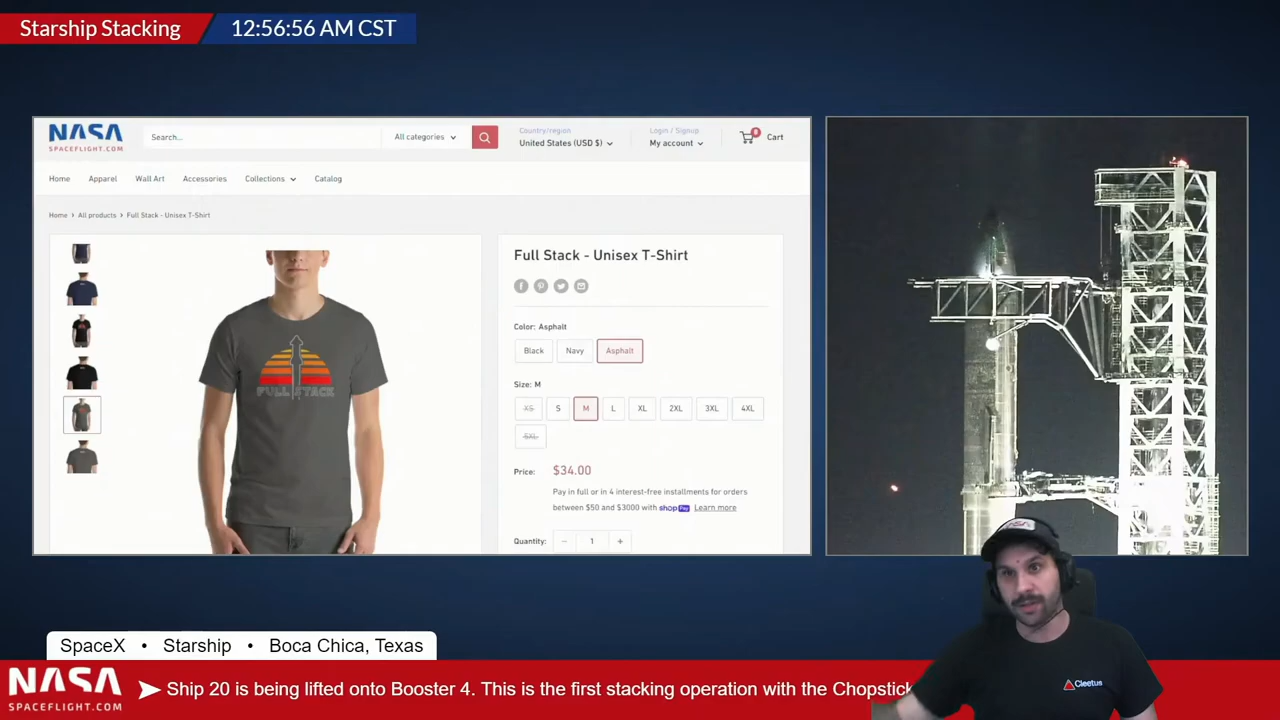 Starship Stacking
12:56:56 AM CST
NASA
SPACEFLIGHT.COM
Search...
All categories
Country/region
United States (USD $)
Login / Signup
My account
0
Cart
Home
Apparel
Wall Art
Accessories
Collections
Catalog
Home > All products > Full Stack - Unisex T-Shirt
FULL STACK
Full Stack - Unisex T-Shirt
Color: Asphalt
Black
Navy
Asphalt
Size: M
XS
S
M
L
XL
2XL
3XL
4XL
5XL
Price:
$34.00
Pay in full or in 4 interest-free installments for orders
between $50 and $3000 with shop Pay Learn more
Quantity:
−
1
+
Cleetus
SpaceX • Starship • Boca Chica, Texas
NASA
SPACEFLIGHT.COM
Ship 20 is being lifted onto Booster 4. This is the first stacking operation with the Chopstick